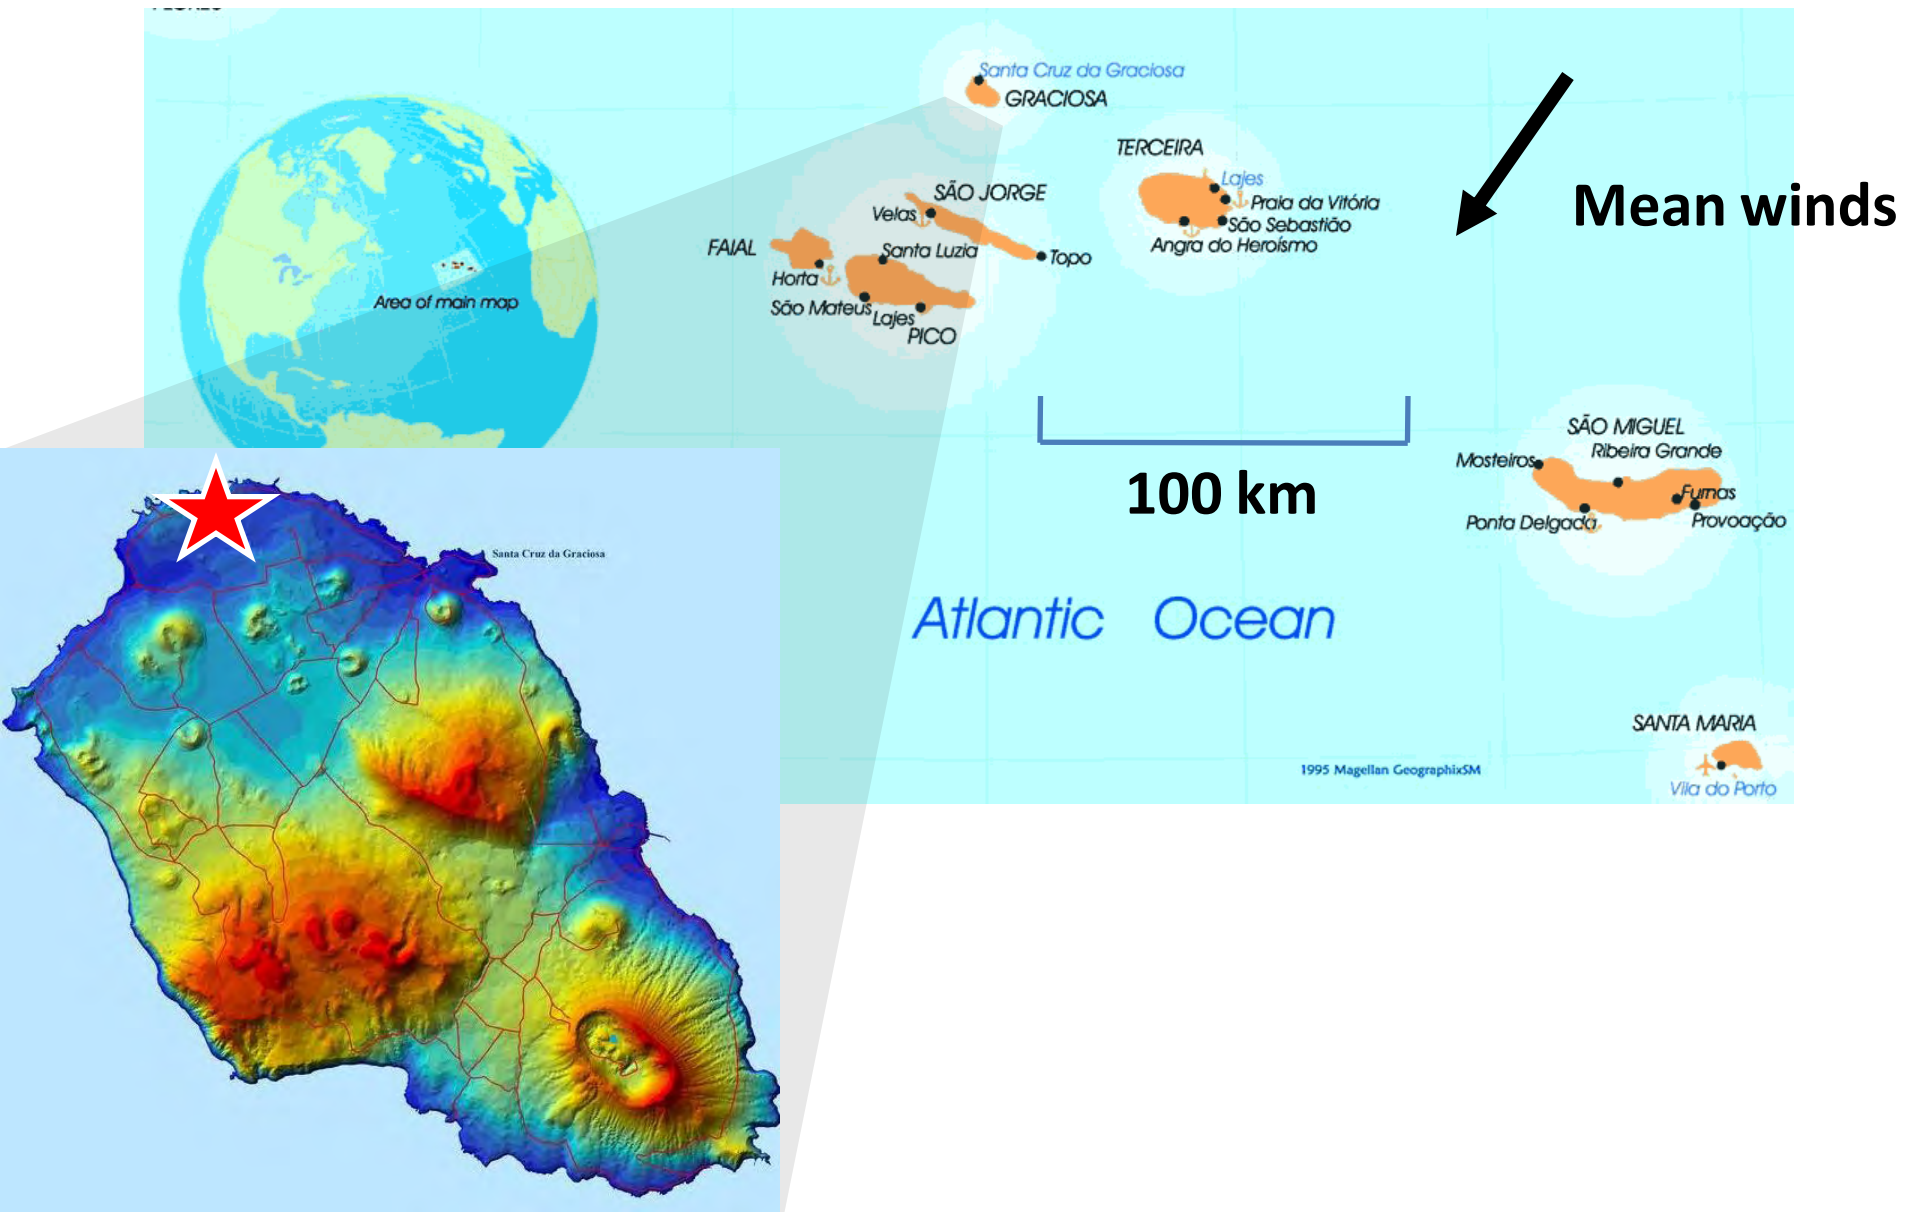 Santa Cruz da Graciosa
GRACIOSA
TERCEIRA
Lajes
Praia da Vitória
São Sebastião
Angra do Heroísmo
Mean winds
SÃO JORGE
Velas
FAIAL
Santa Luzia
Topo
Horta
Area of main map
São Mateus
Lajes
PICO
100 km
SÃO MIGUEL
Ribeira Grande
Mosteiros
Furnas
Ponta Delgada
Provoação
Santa Cruz da Graciosa
Atlantic Ocean
SANTA MARIA
1995 Magellan GeographixSM
Vila do Porto